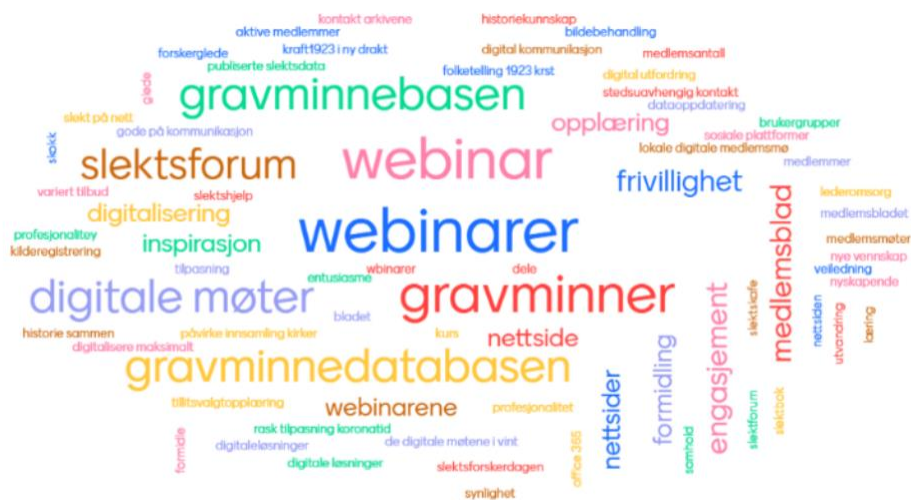 kontakt arkivene
historiekunnskap
aktive medlemmer
bildebehandling
forskerglede
kraft1923 i ny drakt
digital kommunikasjon
medlemsantall
publiserte slektsdata
folketelling 1923 krst
digital utfordring
glede
gravminnebasen
stedsuavhengig kontakt
dataoppdatering
slekt på nett
opplæring
brukergrupper
gode på kommunikasjon
sosiale plattformer
skokk
slektsforum
webinar
lokale digitale medlemsmø
medlemmer
variert tilbud
slektshjelp
frivillighet
lederomsorg
digitalisering
medlemsbladet
profesjonalitey
inspirasjon
webinarer
medlemsblad
medlemsmøter
kilderegistrering
nye vennskap
tilpasning
entusiasme
wbinarer
dele
veiledning
nyskapende
digitale møter
gravminner
bladet
slektskafe
nettsiden
utvandring
læring
historie sammen
påvirke innsamling kirker
kurs
nettside
digitalisere maksimalt
gravminnedatabasen
engasjement
formidling
nettsider
tillitsvalgtopplæring
webinarene
profesjonalitet
slektforum
slektbok
rask tilpasning koronatid
formidle
digitaleløsninger
de digitale møtene i vint
office 365
samhold
digitale løsninger
slektsforskerdagen
synlighet